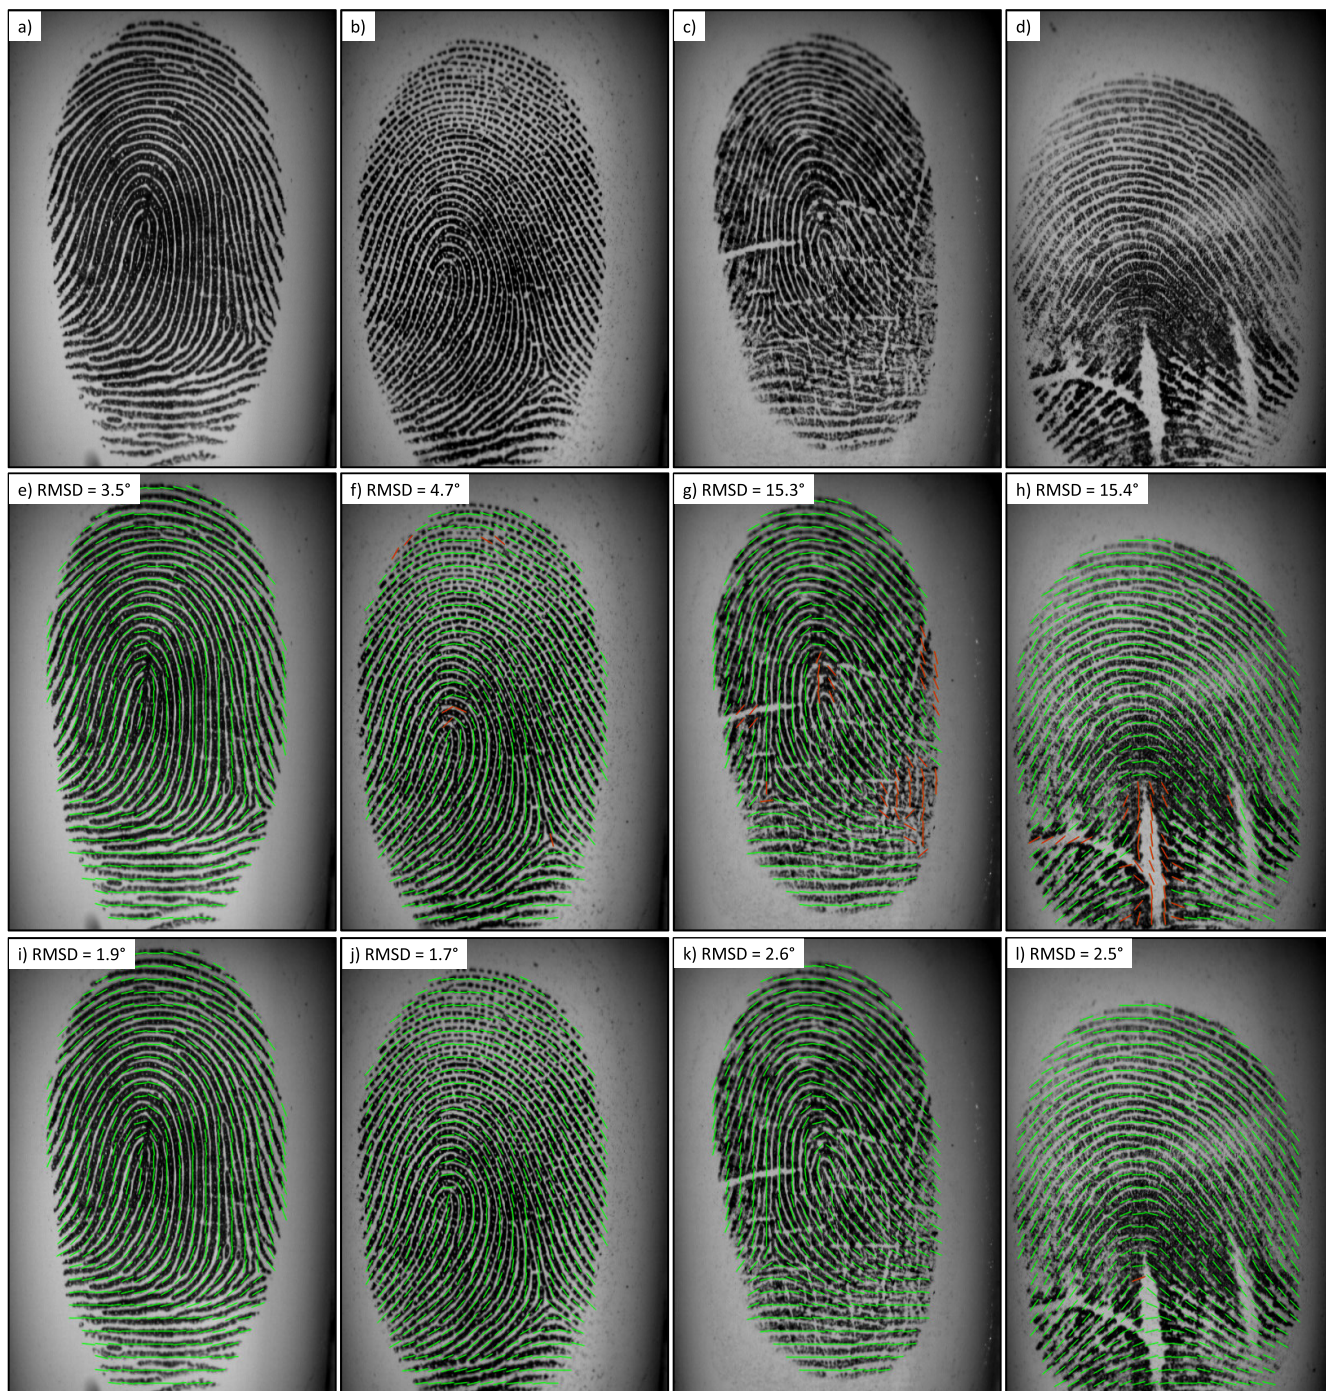 a)
b)
c)
d)
e) RMSD = 3.5°
f) RMSD = 4.7°
g) RMSD = 15.3°
h) RMSD = 15.4°
i) RMSD = 1.9°
j) RMSD = 1.7°
k) RMSD = 2.6°
l) RMSD = 2.5°